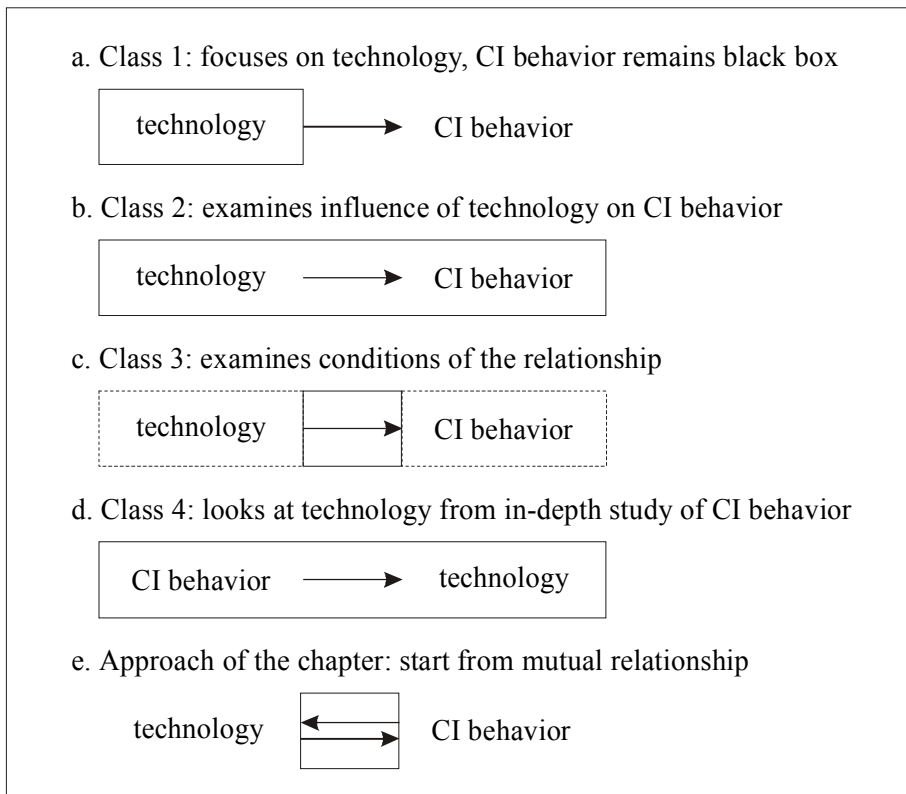 a. Class 1: focuses on technology, CI behavior remains black box
technology CI behavior
b. Class 2: examines influence of technology on CI behavior
technology CI behavior
c. Class 3: examines conditions of the relationship
technology CI behavior
d. Class 4: looks at technology from in-depth study of CI behavior
CI behavior technology
e. Approach of the chapter: start from mutual relationship
technology CI behavior